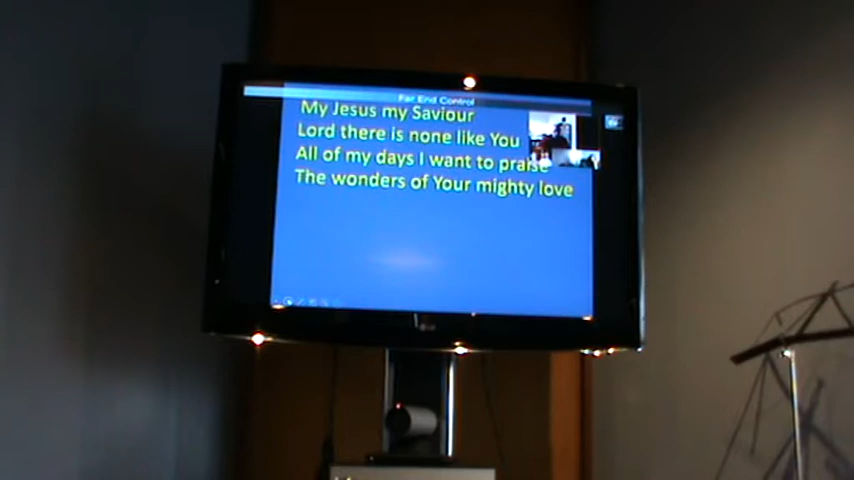 Far End Control
My Jesus my Saviour
Lord there is none like You
All of my days I want to praise
The wonders of Your mighty love
LG